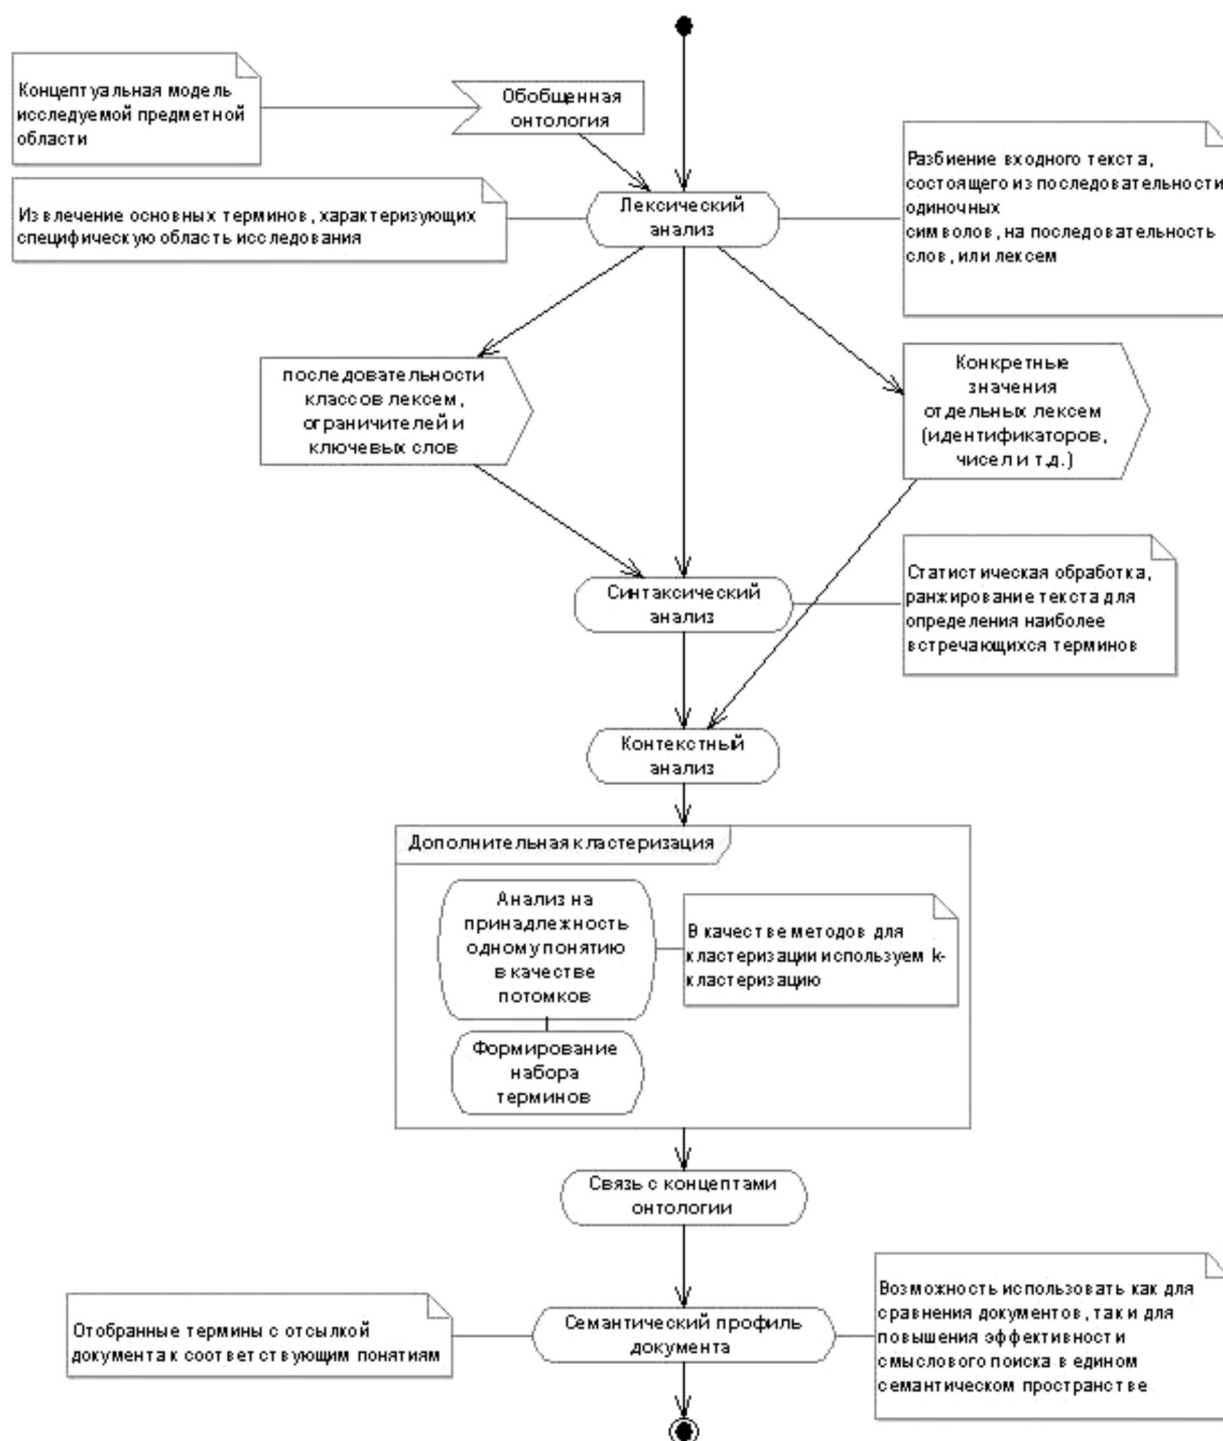 Концептуальная модель
исследуемой предметной
области
Обобщенная
онтология
Разбиение входного текста,
состоящего из последовательности
одиночных
символов, на последовательность
слов, или лексем
Извлечение основных терминов, характеризующих
специфическую область исследования
Лексический
анализ
последовательности
классов лексем,
ограничителей и
ключевых слов
Конкретные
значения
отдельных лексем
(идентификаторов,
чисел и т.д.)
Синтаксический
анализ
Статистическая обработка,
ранжирование текста для
определения наиболее
встречающихся терминов
Контекстный
анализ
Дополнительная кластеризация
Анализ на
принадлежность
одному понятию
в качестве
потомков
В качестве методов для
кластеризации используем k-
кластеризацию
Формирование
набора
терминов
Связь с концептами
онтологии
Отобранные термины с отсылкой
документа к соответствующим понятиям
Семантический профиль
документа
Возможность использовать как для
сравнения документов, так и для
повышения эффективности
смыслового поиска в едином
семантическом пространстве